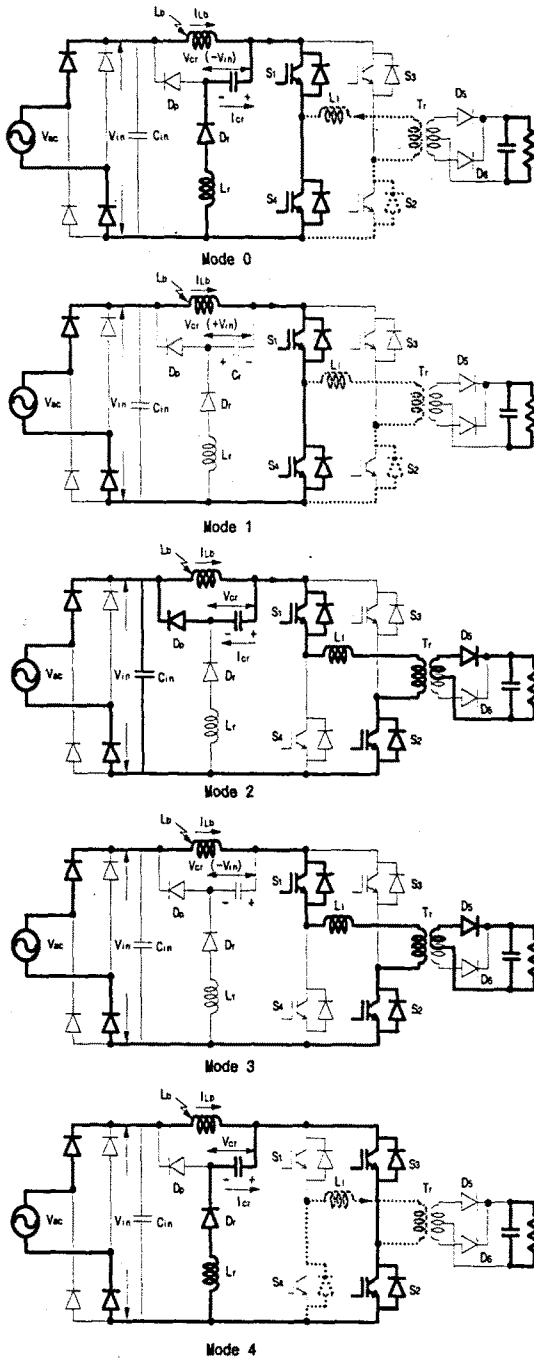 Lb ILb
Vcr (-Vin)
S1 S3
Dp Icr
Vac Vin Cin Dr L1 Tr D5
Lr S4 S2 D6
Mode 0
Lb ILb
Vcr (+Vin)
S1 S3
Dp Cr
Vac Vin Cin Dr L1 Tr D5
Lr S4 S2
Mode 1
Lb ILb
Vcr
S1 S3
Dp Icr
Vac Vin Cin Dr L1 Tr D5
Lr S4 S2 D6
Mode 2
Lb ILb
Vcr (-Vin)
S1 S3
Dp
Vac Vin Cin Dr L1 Tr D5
Lr S4 S2 D6
Mode 3
Lb ILb
Vcr
S1 S3
Dp Icr
Vac Vin Cin Dr L1 Tr D5
Lr S4 S2 D6
Mode 4